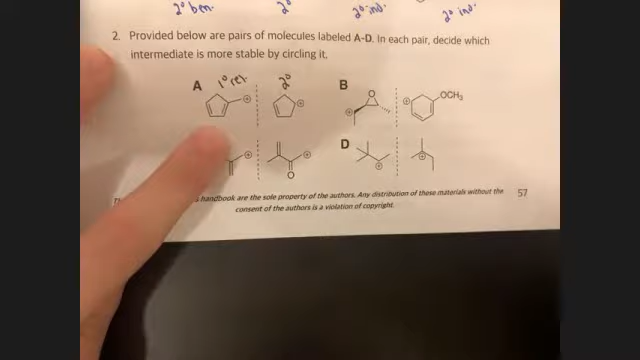 2° ben. 2° 2° ind. 2° ind.
2. Provided below are pairs of molecules labeled A-D. In each pair, decide which
intermediate is more stable by circling it.
A 1° res. 2° B
O
OCH3
D
O
s handbook are the sole property of the authors. Any distribution of these materials without the 57
consent of the authors is a violation of copyright.